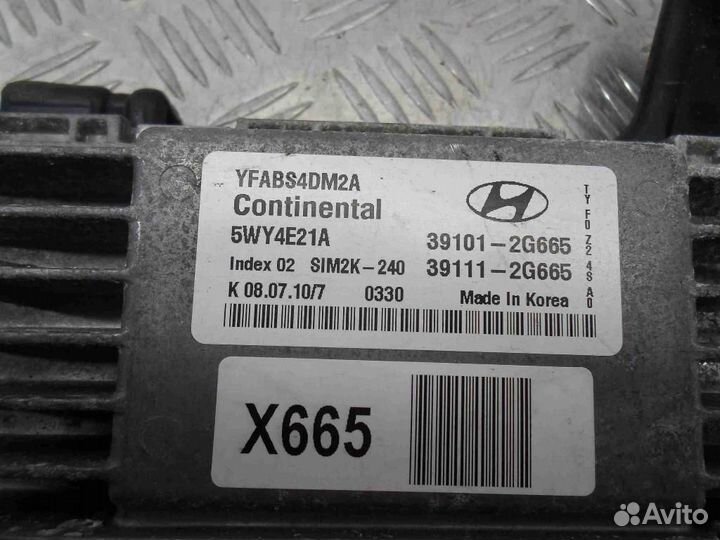 YFABS4DM2A
Continental
5WY4E21A 39101-2G665
Index 02 SIM2K-240 39111-2G665
K 08.07.10/7 0330 Made In Korea
TYF0Z24SA0
X665
Avito